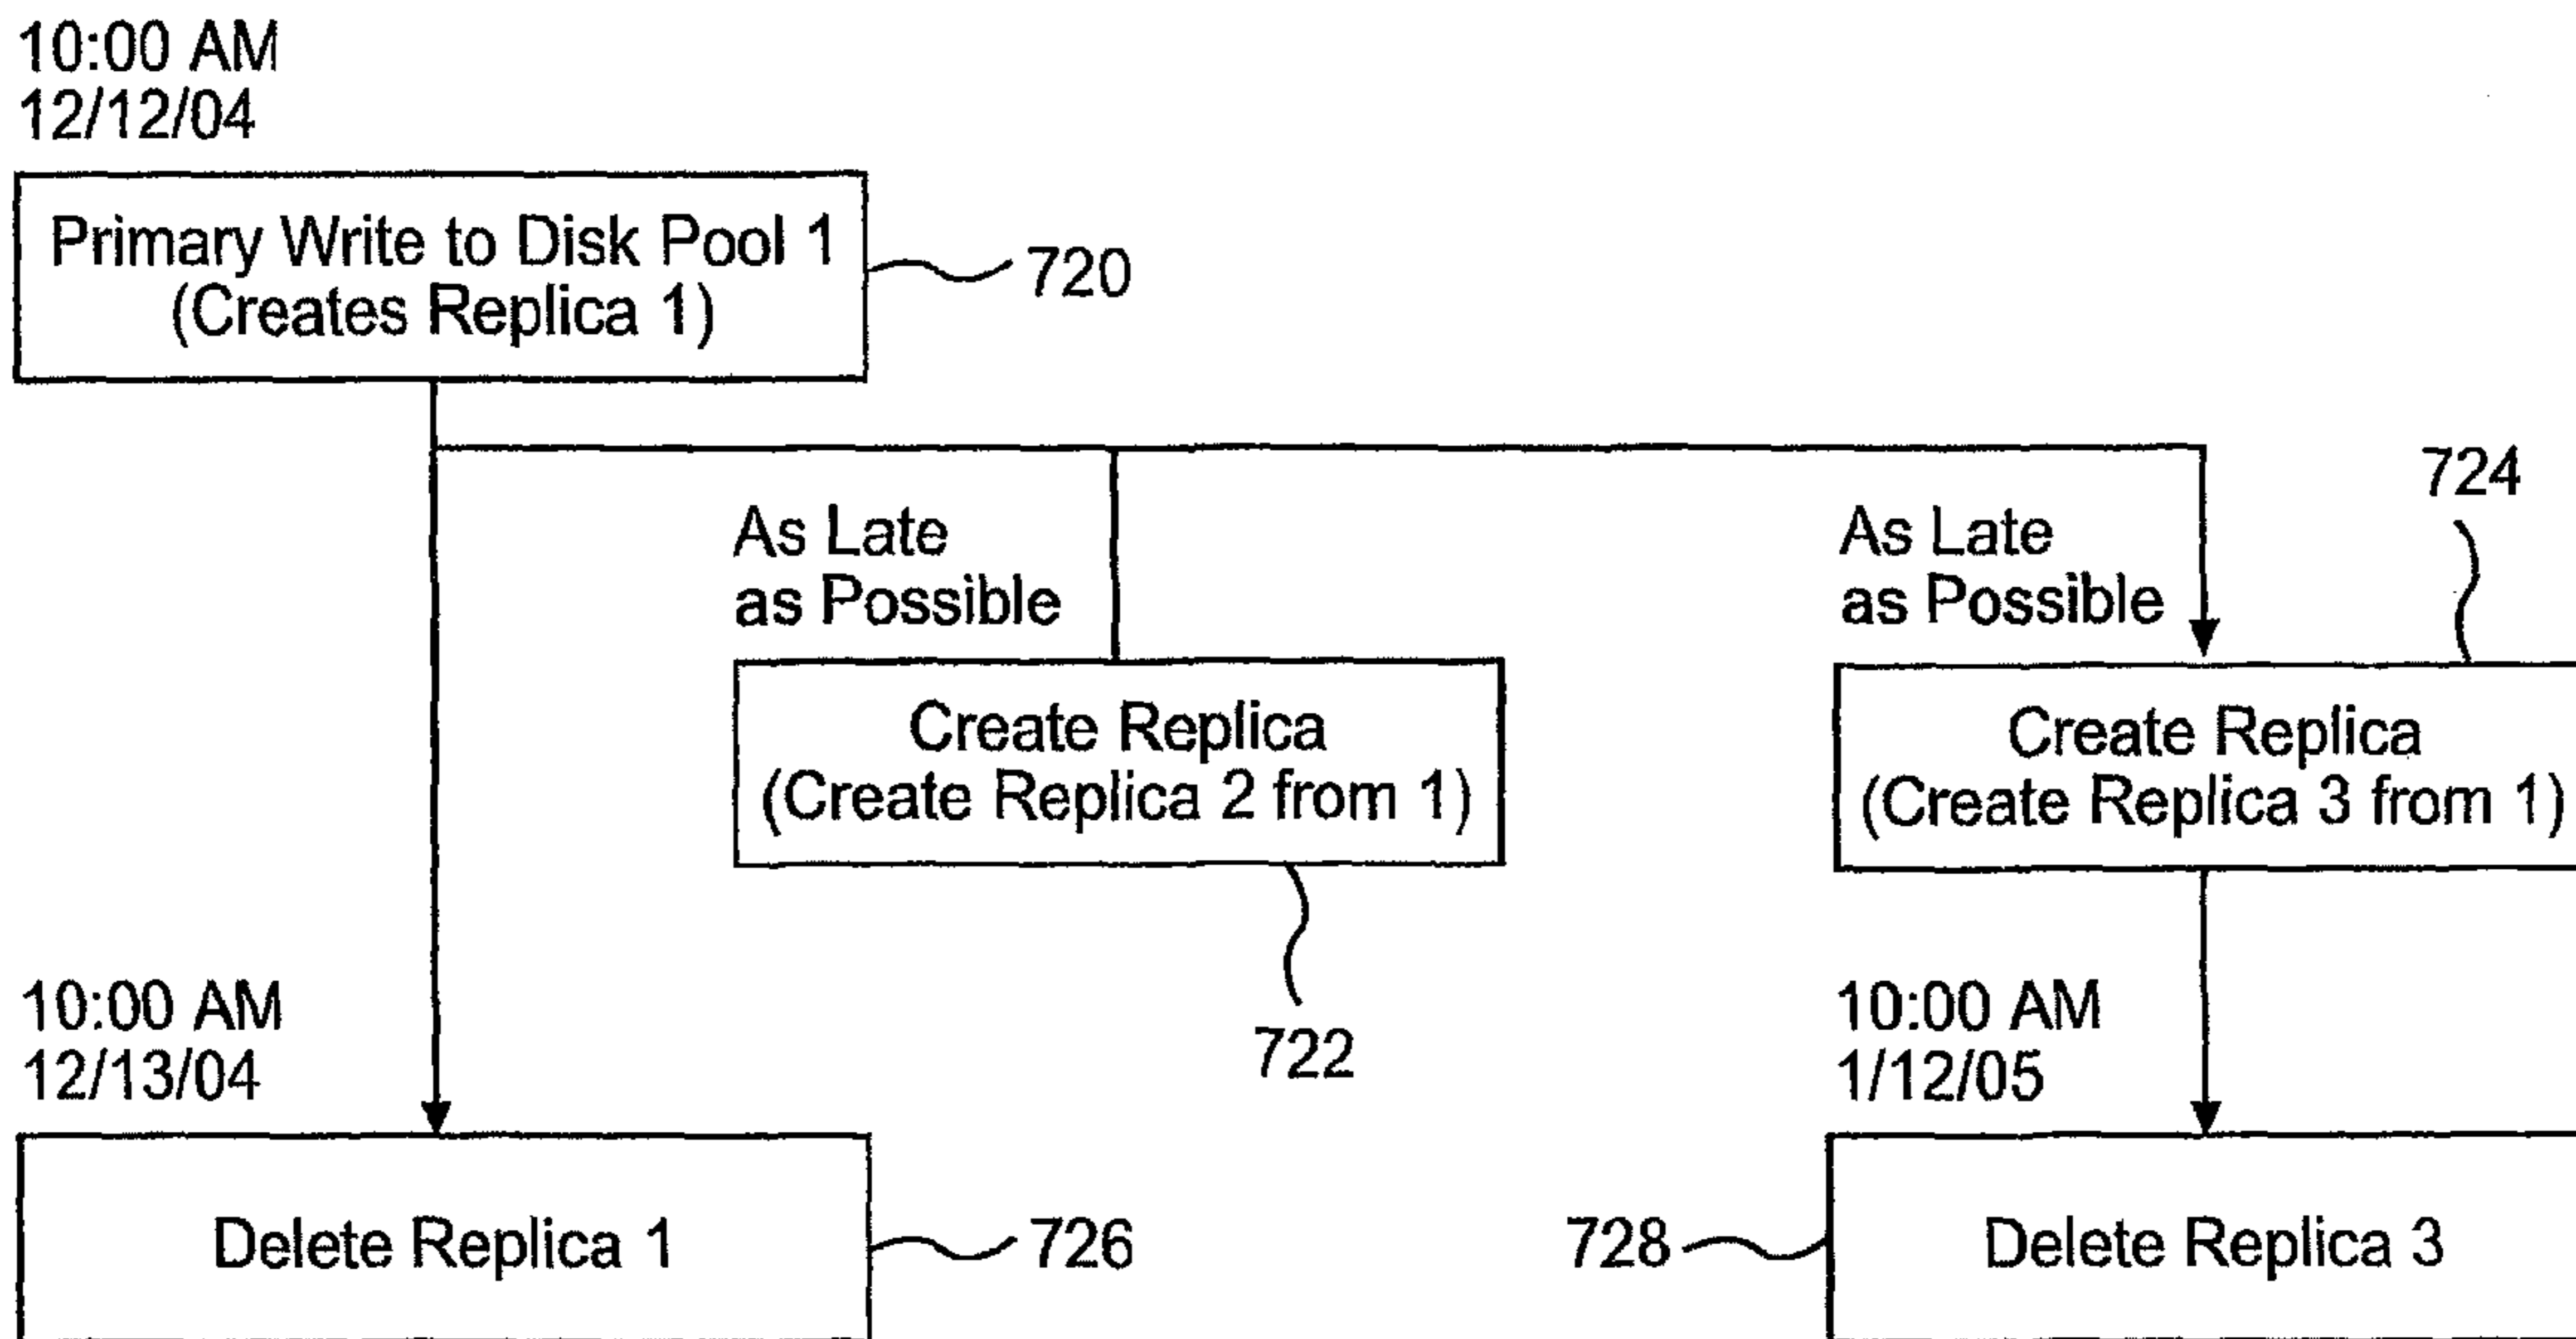 10:00 AM
12/12/04
Primary Write to Disk Pool 1
(Creates Replica 1)
720
As Late
as Possible
As Late
as Possible
724
Create Replica
(Create Replica 2 from 1)
722
Create Replica
(Create Replica 3 from 1)
10:00 AM
12/13/04
10:00 AM
1/12/05
Delete Replica 1
726
728
Delete Replica 3